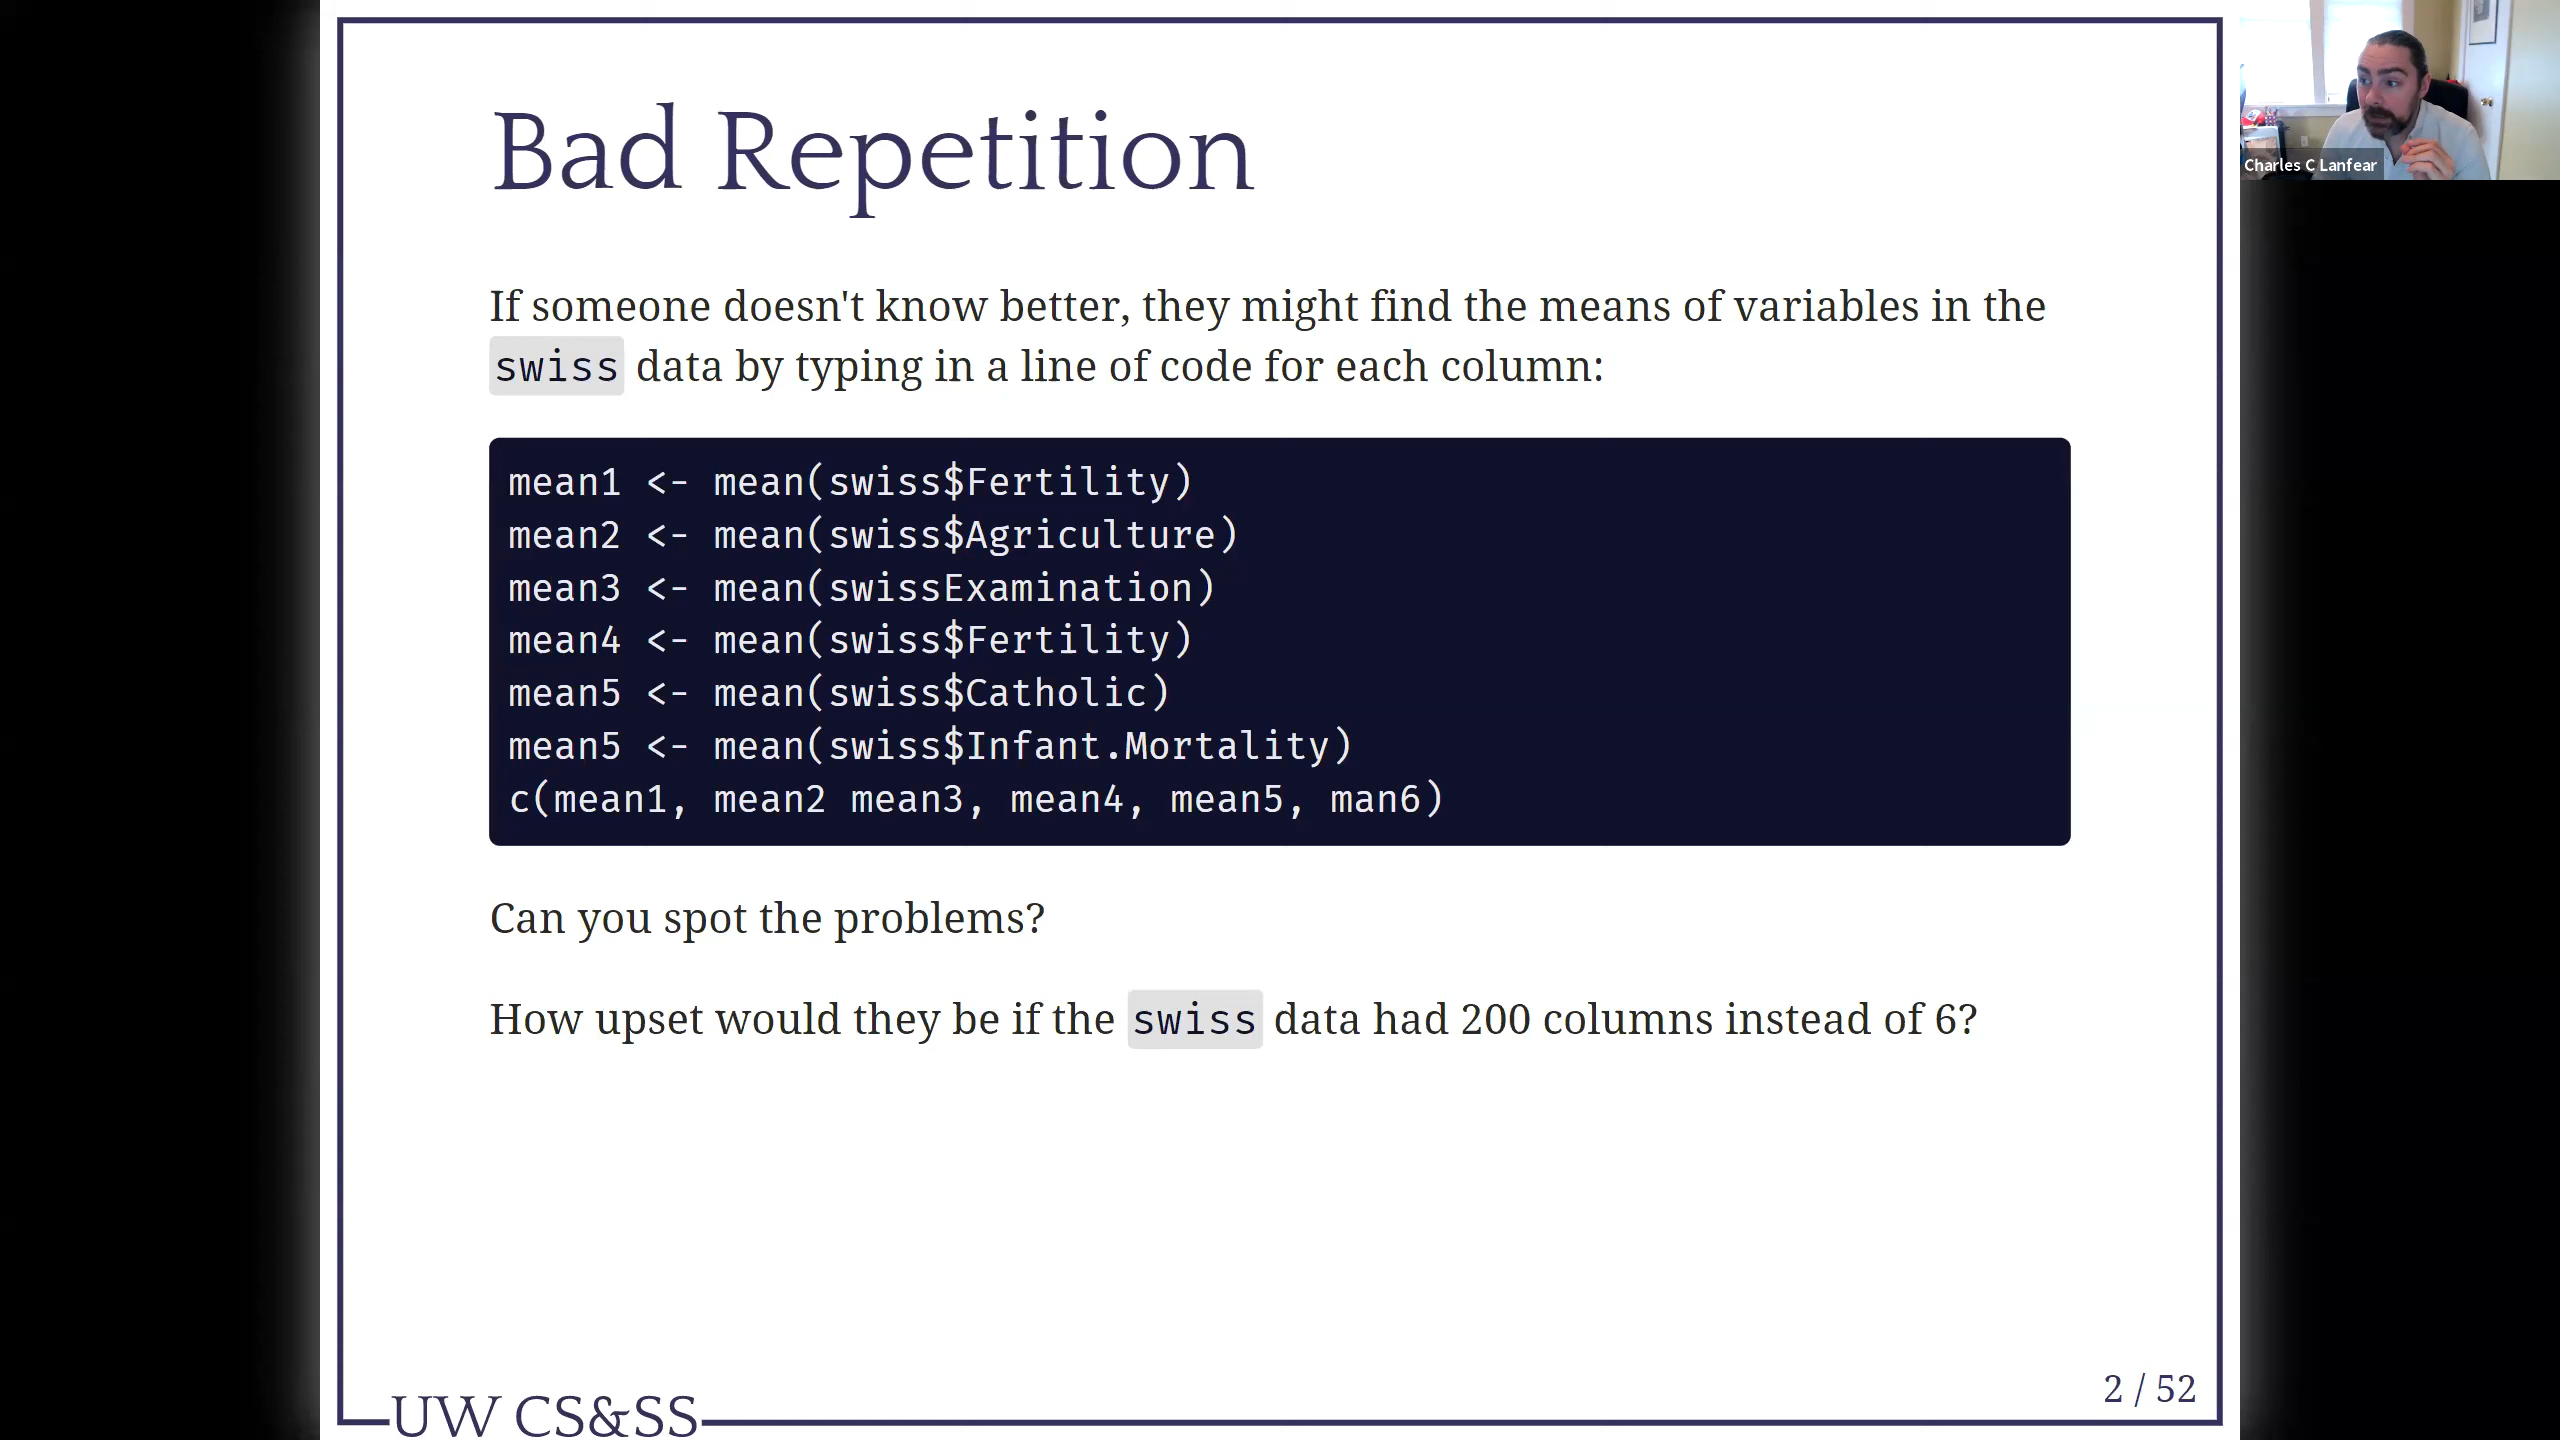 Bad Repetition
Charles C Lanfear
If someone doesn't know better, they might find the means of variables in the
swiss data by typing in a line of code for each column:
mean1 <- mean(swiss$Fertility)
mean2 <- mean(swiss$Agriculture)
mean3 <- mean(swissExamination)
mean4 <- mean(swiss$Fertility)
mean5 <- mean(swiss$Catholic)
mean5 <- mean(swiss$Infant.Mortality)
c(mean1, mean2 mean3, mean4, mean5, man6)
Can you spot the problems?
How upset would they be if the swiss data had 200 columns instead of 6?
2 / 52
UW CS&SS